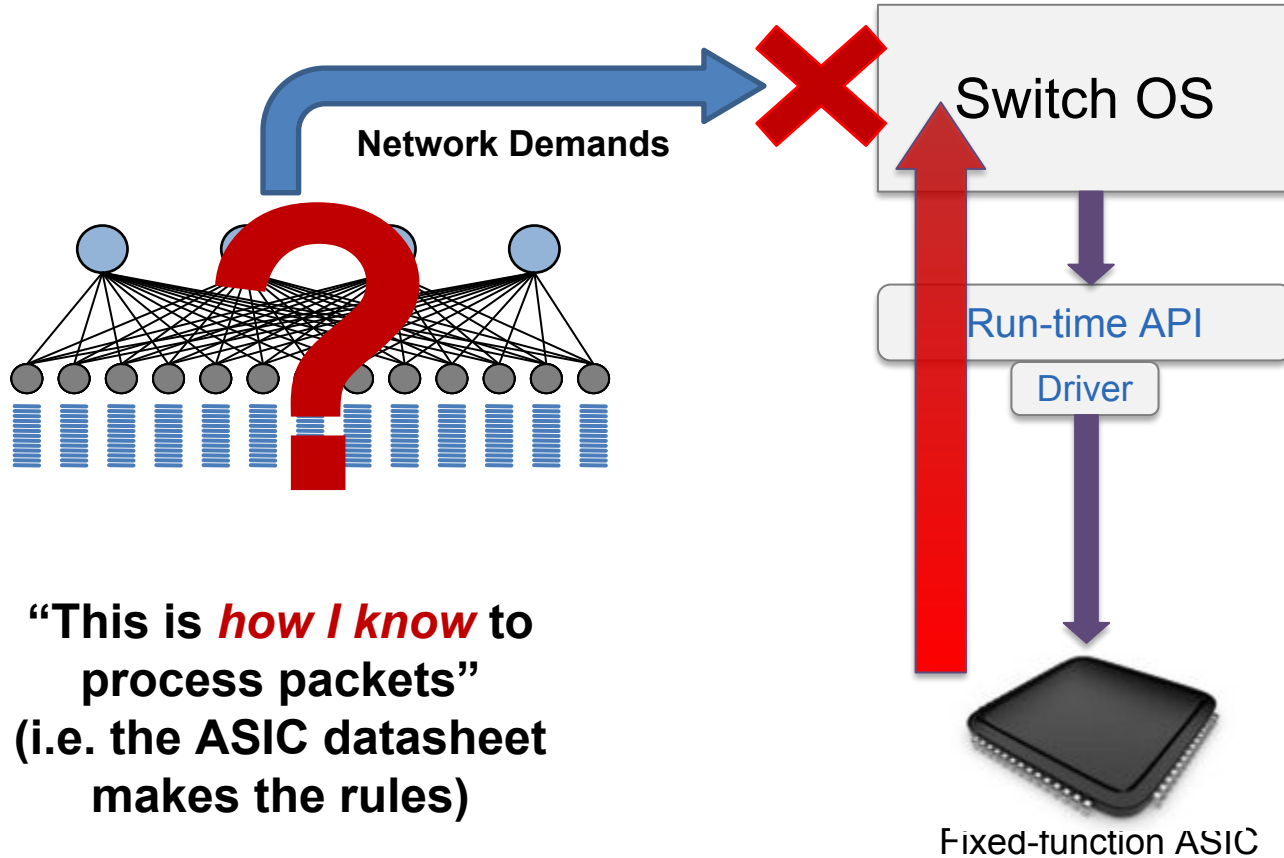 Network Demands
Switch OS
Run-time API
Driver
“This is how I know to
process packets”
(i.e. the ASIC datasheet
makes the rules)
Fixed-function ASIC